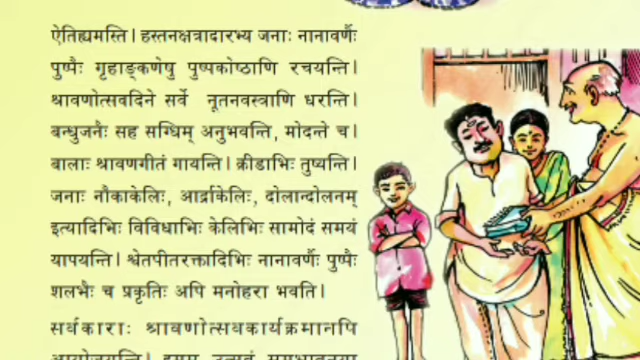 ऐतिह्यमस्ति। हस्तनक्षत्रादारभ्य जनाः नानावर्णैः
पुष्पैः गृहाङ्कणेषु पुष्पकोष्ठाणि रचयन्ति।
श्रावणोत्सवदिने सर्वे नूतनवस्त्राणि धरन्ति।
बन्धुजनैः सह सग्धिम् अनुभवन्ति, मोदन्ते च।
बालाः श्रावणगीतं गायन्ति। क्रीडाभिः तुष्यन्ति।
जनाः नौकाकेलिः, आर्द्राकेलिः, दोलान्दोलनम्
इत्यादिभिः विविधाभिः केलिभिः सामोदं समयं
यापयन्ति। श्वेतपीतरक्तादिभिः नानावर्णैः पुष्पैः
शलभैः च प्रकृतिः अपि मनोहरा भवति।
सर्वकाराः श्रावणोत्सवकार्यक्रमानपि